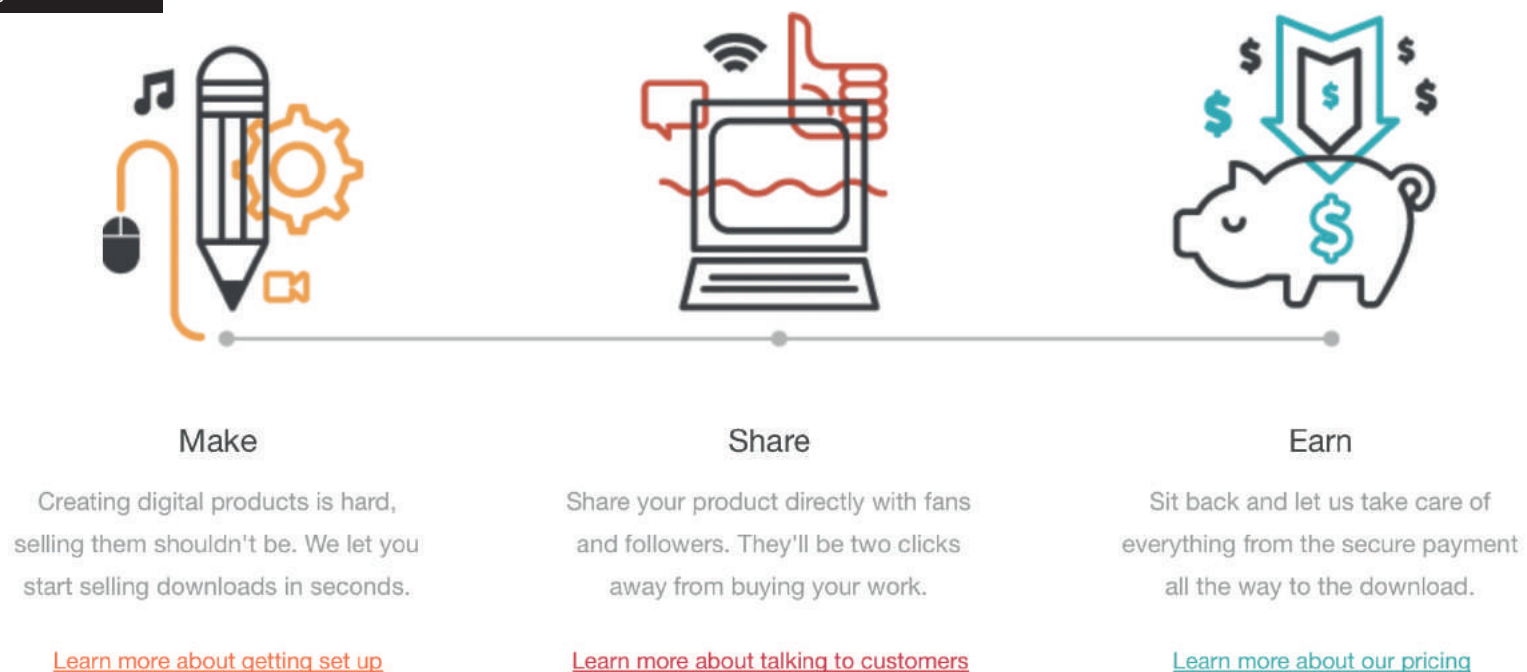 Make
Creating digital products is hard,
selling them shouldn't be. We let you
start selling downloads in seconds.
Learn more about getting set up
Share
Share your product directly with fans
and followers. They'll be two clicks
away from buying your work.
Learn more about talking to customers
Earn
Sit back and let us take care of
everything from the secure payment
all the way to the download.
Learn more about our pricing